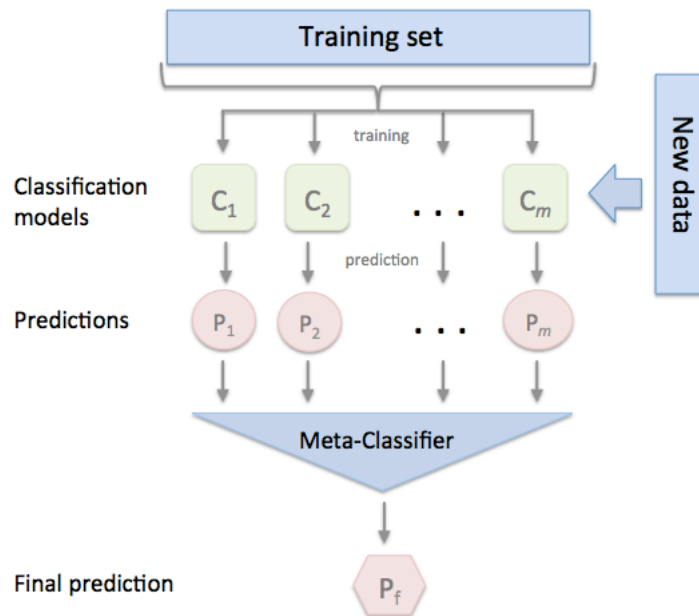 Training set
training
New data
Classification
models
C1
C2
. . .
Cm
prediction
Predictions
P1
P2
. . .
Pm
Meta-Classifier
Final prediction
Pf